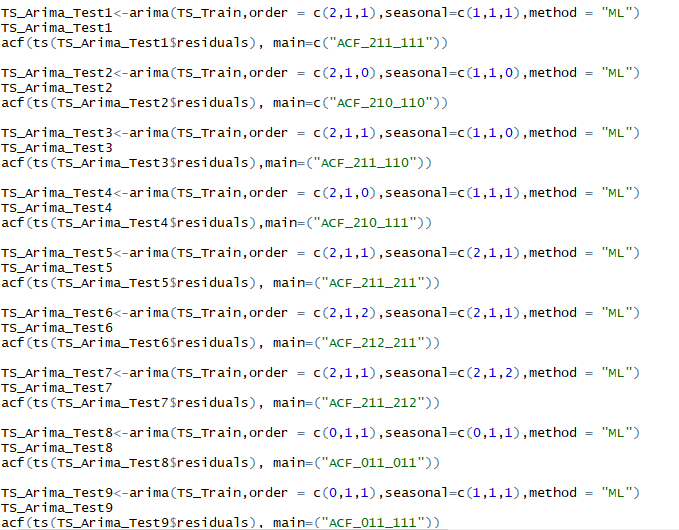 TS_Arima_Test1<-arima(TS_Train,order = c(2,1,1),seasonal=c(1,1,1),method = "ML")
TS_Arima_Test1
acf(ts(TS_Arima_Test1$residuals), main=c("ACF_211_111"))
TS_Arima_Test2<-arima(TS_Train,order = c(2,1,0),seasonal=c(1,1,0),method = "ML")
TS_Arima_Test2
acf(ts(TS_Arima_Test2$residuals), main=c("ACF_210_110"))
TS_Arima_Test3<-arima(TS_Train,order = c(2,1,1),seasonal=c(1,1,0),method = "ML")
TS_Arima_Test3
acf(ts(TS_Arima_Test3$residuals),main=("ACF_211_110"))
TS_Arima_Test4<-arima(TS_Train,order = c(2,1,0),seasonal=c(1,1,1),method = "ML")
TS_Arima_Test4
acf(ts(TS_Arima_Test4$residuals),main=("ACF_210_111"))
TS_Arima_Test5<-arima(TS_Train,order = c(2,1,1),seasonal=c(2,1,1),method = "ML")
TS_Arima_Test5
acf(ts(TS_Arima_Test5$residuals), main=("ACF_211_211"))
TS_Arima_Test6<-arima(TS_Train,order = c(2,1,2),seasonal=c(2,1,1),method = "ML")
TS_Arima_Test6
acf(ts(TS_Arima_Test6$residuals), main=("ACF_212_211"))
TS_Arima_Test7<-arima(TS_Train,order = c(2,1,1),seasonal=c(2,1,2),method = "ML")
TS_Arima_Test7
acf(ts(TS_Arima_Test7$residuals), main=("ACF_211_212"))
TS_Arima_Test8<-arima(TS_Train,order = c(0,1,1),seasonal=c(0,1,1),method = "ML")
TS_Arima_Test8
acf(ts(TS_Arima_Test8$residuals), main=("ACF_011_011"))
TS_Arima_Test9<-arima(TS_Train,order = c(0,1,1),seasonal=c(1,1,1),method = "ML")
TS_Arima_Test9
acf(ts(TS_Arima_Test9$residuals), main=("ACF_011_111"))